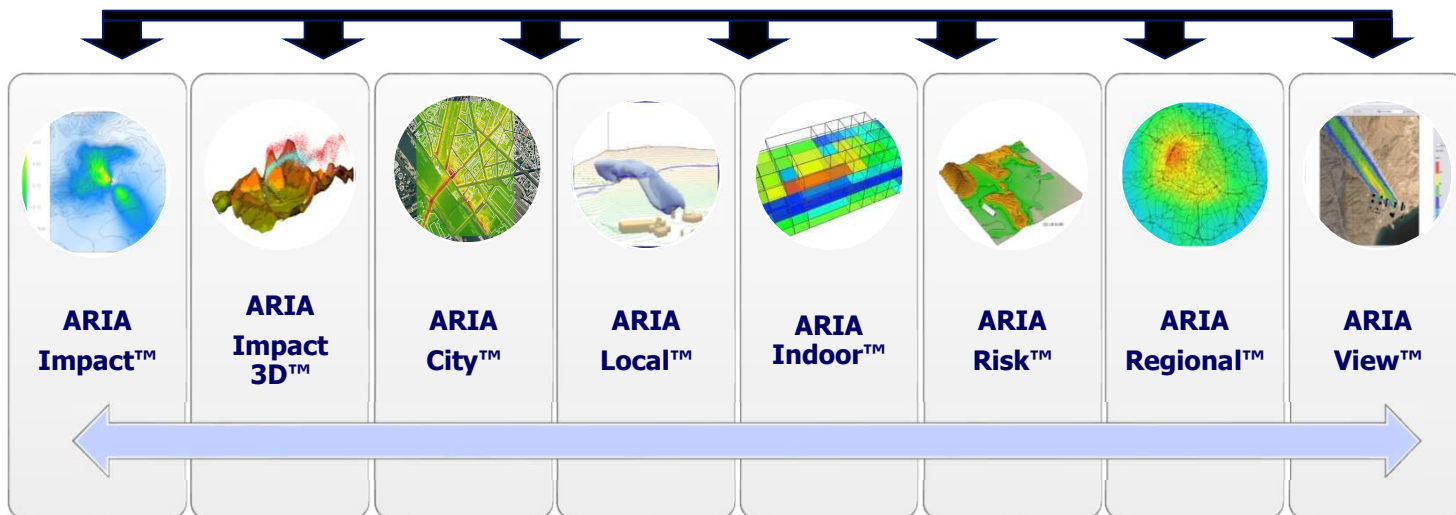 ARIA
Impact™
ARIA
Impact
3D™
ARIA
City™
ARIA
Local™
ARIA
Indoor™
ARIA
Risk™
ARIA
Regional™
ARIA
View™